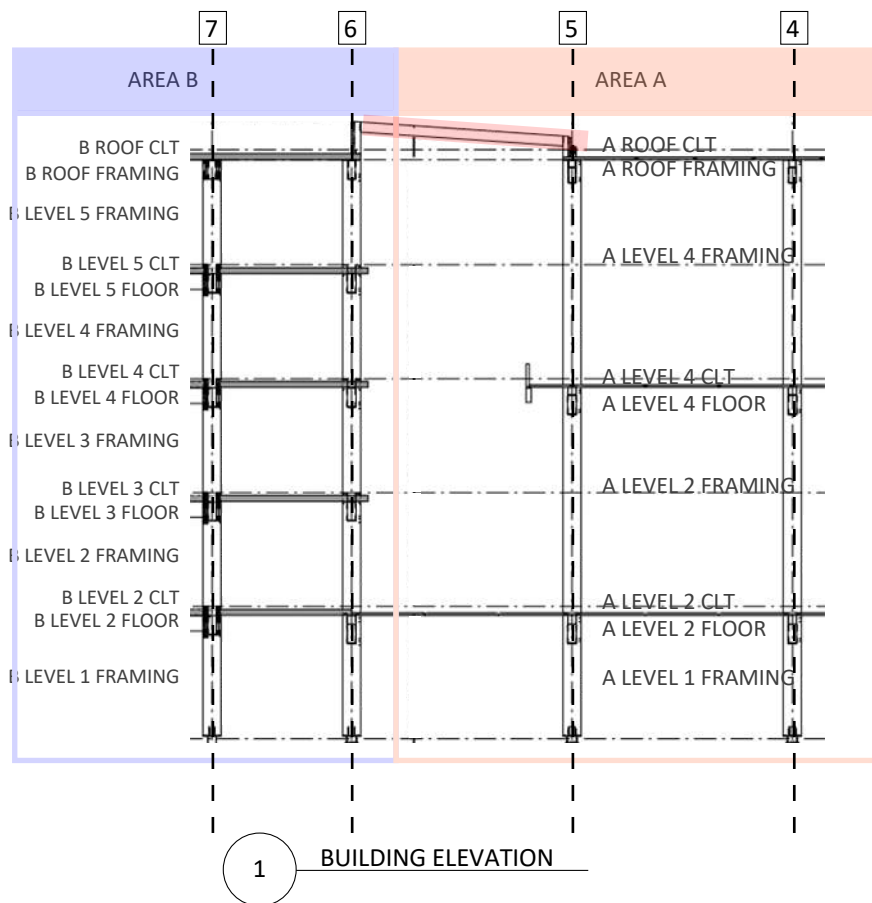 7
6
5
4
AREA B
AREA A
B ROOF CLT
B ROOF FRAMING
B LEVEL 5 FRAMING
B LEVEL 5 CLT
B LEVEL 5 FLOOR
B LEVEL 4 FRAMING
B LEVEL 4 CLT
B LEVEL 4 FLOOR
B LEVEL 3 FRAMING
B LEVEL 3 CLT
B LEVEL 3 FLOOR
B LEVEL 2 FRAMING
B LEVEL 2 CLT
B LEVEL 2 FLOOR
B LEVEL 1 FRAMING
A ROOF CLT
A ROOF FRAMING
A LEVEL 4 FRAMING
A LEVEL 4 CLT
A LEVEL 4 FLOOR
A LEVEL 2 FRAMING
A LEVEL 2 CLT
A LEVEL 2 FLOOR
A LEVEL 1 FRAMING
1
BUILDING ELEVATION